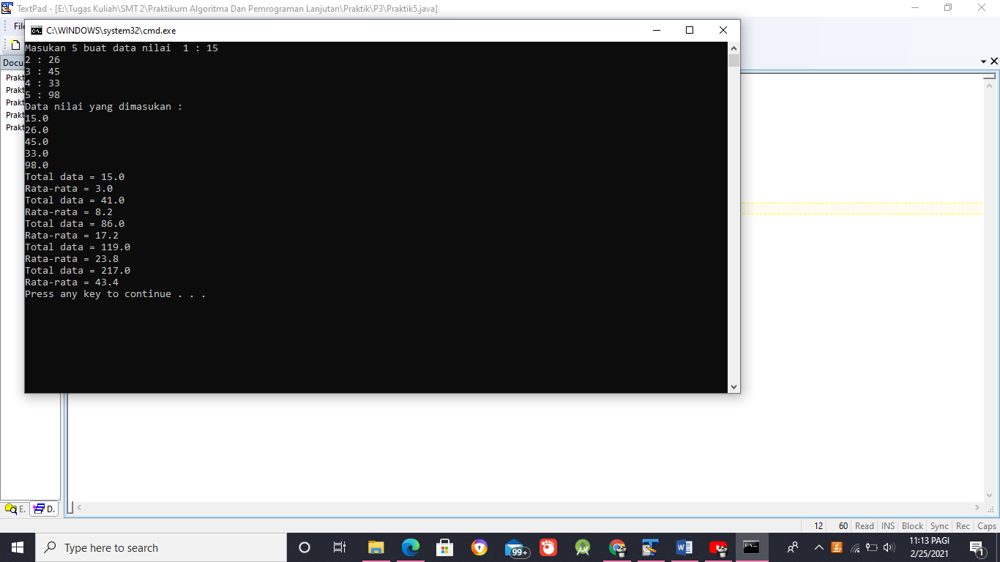 TextPad - [E:\Tugas Kuliah\SMT 2\Praktikum Algoritma Dan Pemrograman Lanjutan\Praktik\P3\Praktik5.java]
File
C:\WINDOWS\system32\cmd.exe
Docu
Masukan 5 buat data nilai  1 : 15
2 : 26
3 : 45
4 : 33
5 : 98
Data nilai yang dimasukan :
15.0
26.0
45.0
33.0
98.0
Total data = 15.0
Rata-rata = 3.0
Total data = 41.0
Rata-rata = 8.2
Total data = 86.0
Rata-rata = 17.2
Total data = 119.0
Rata-rata = 23.8
Total data = 217.0
Rata-rata = 43.4
Press any key to continue . . .
Prakt
Prakt
Prakt
Prakt
Prakt
E. D.
12 60 Read INS Block Sync Rec Caps
Type here to search
99+
11:13 PAGI
2/25/2021
1